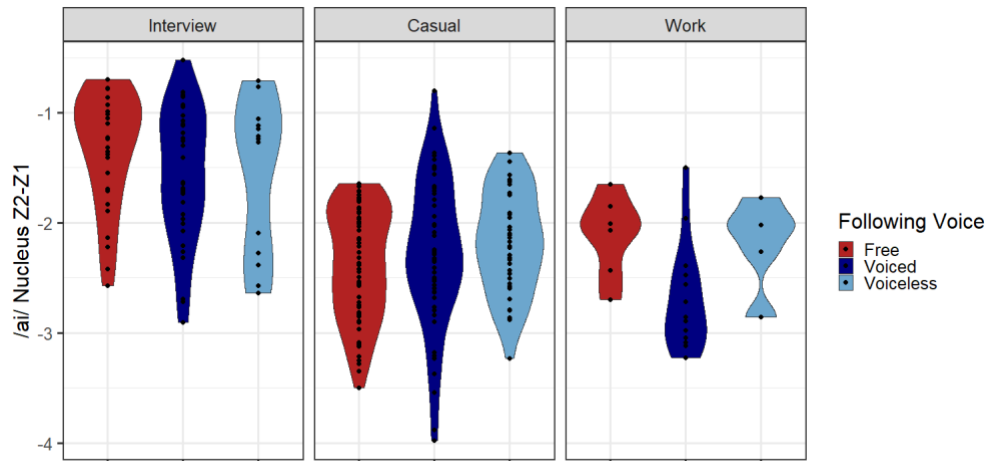 Interview
Casual
Work
/ai/ Nucleus Z2-Z1
-1
-2
-3
-4
Following Voice
Free
Voiced
Voiceless